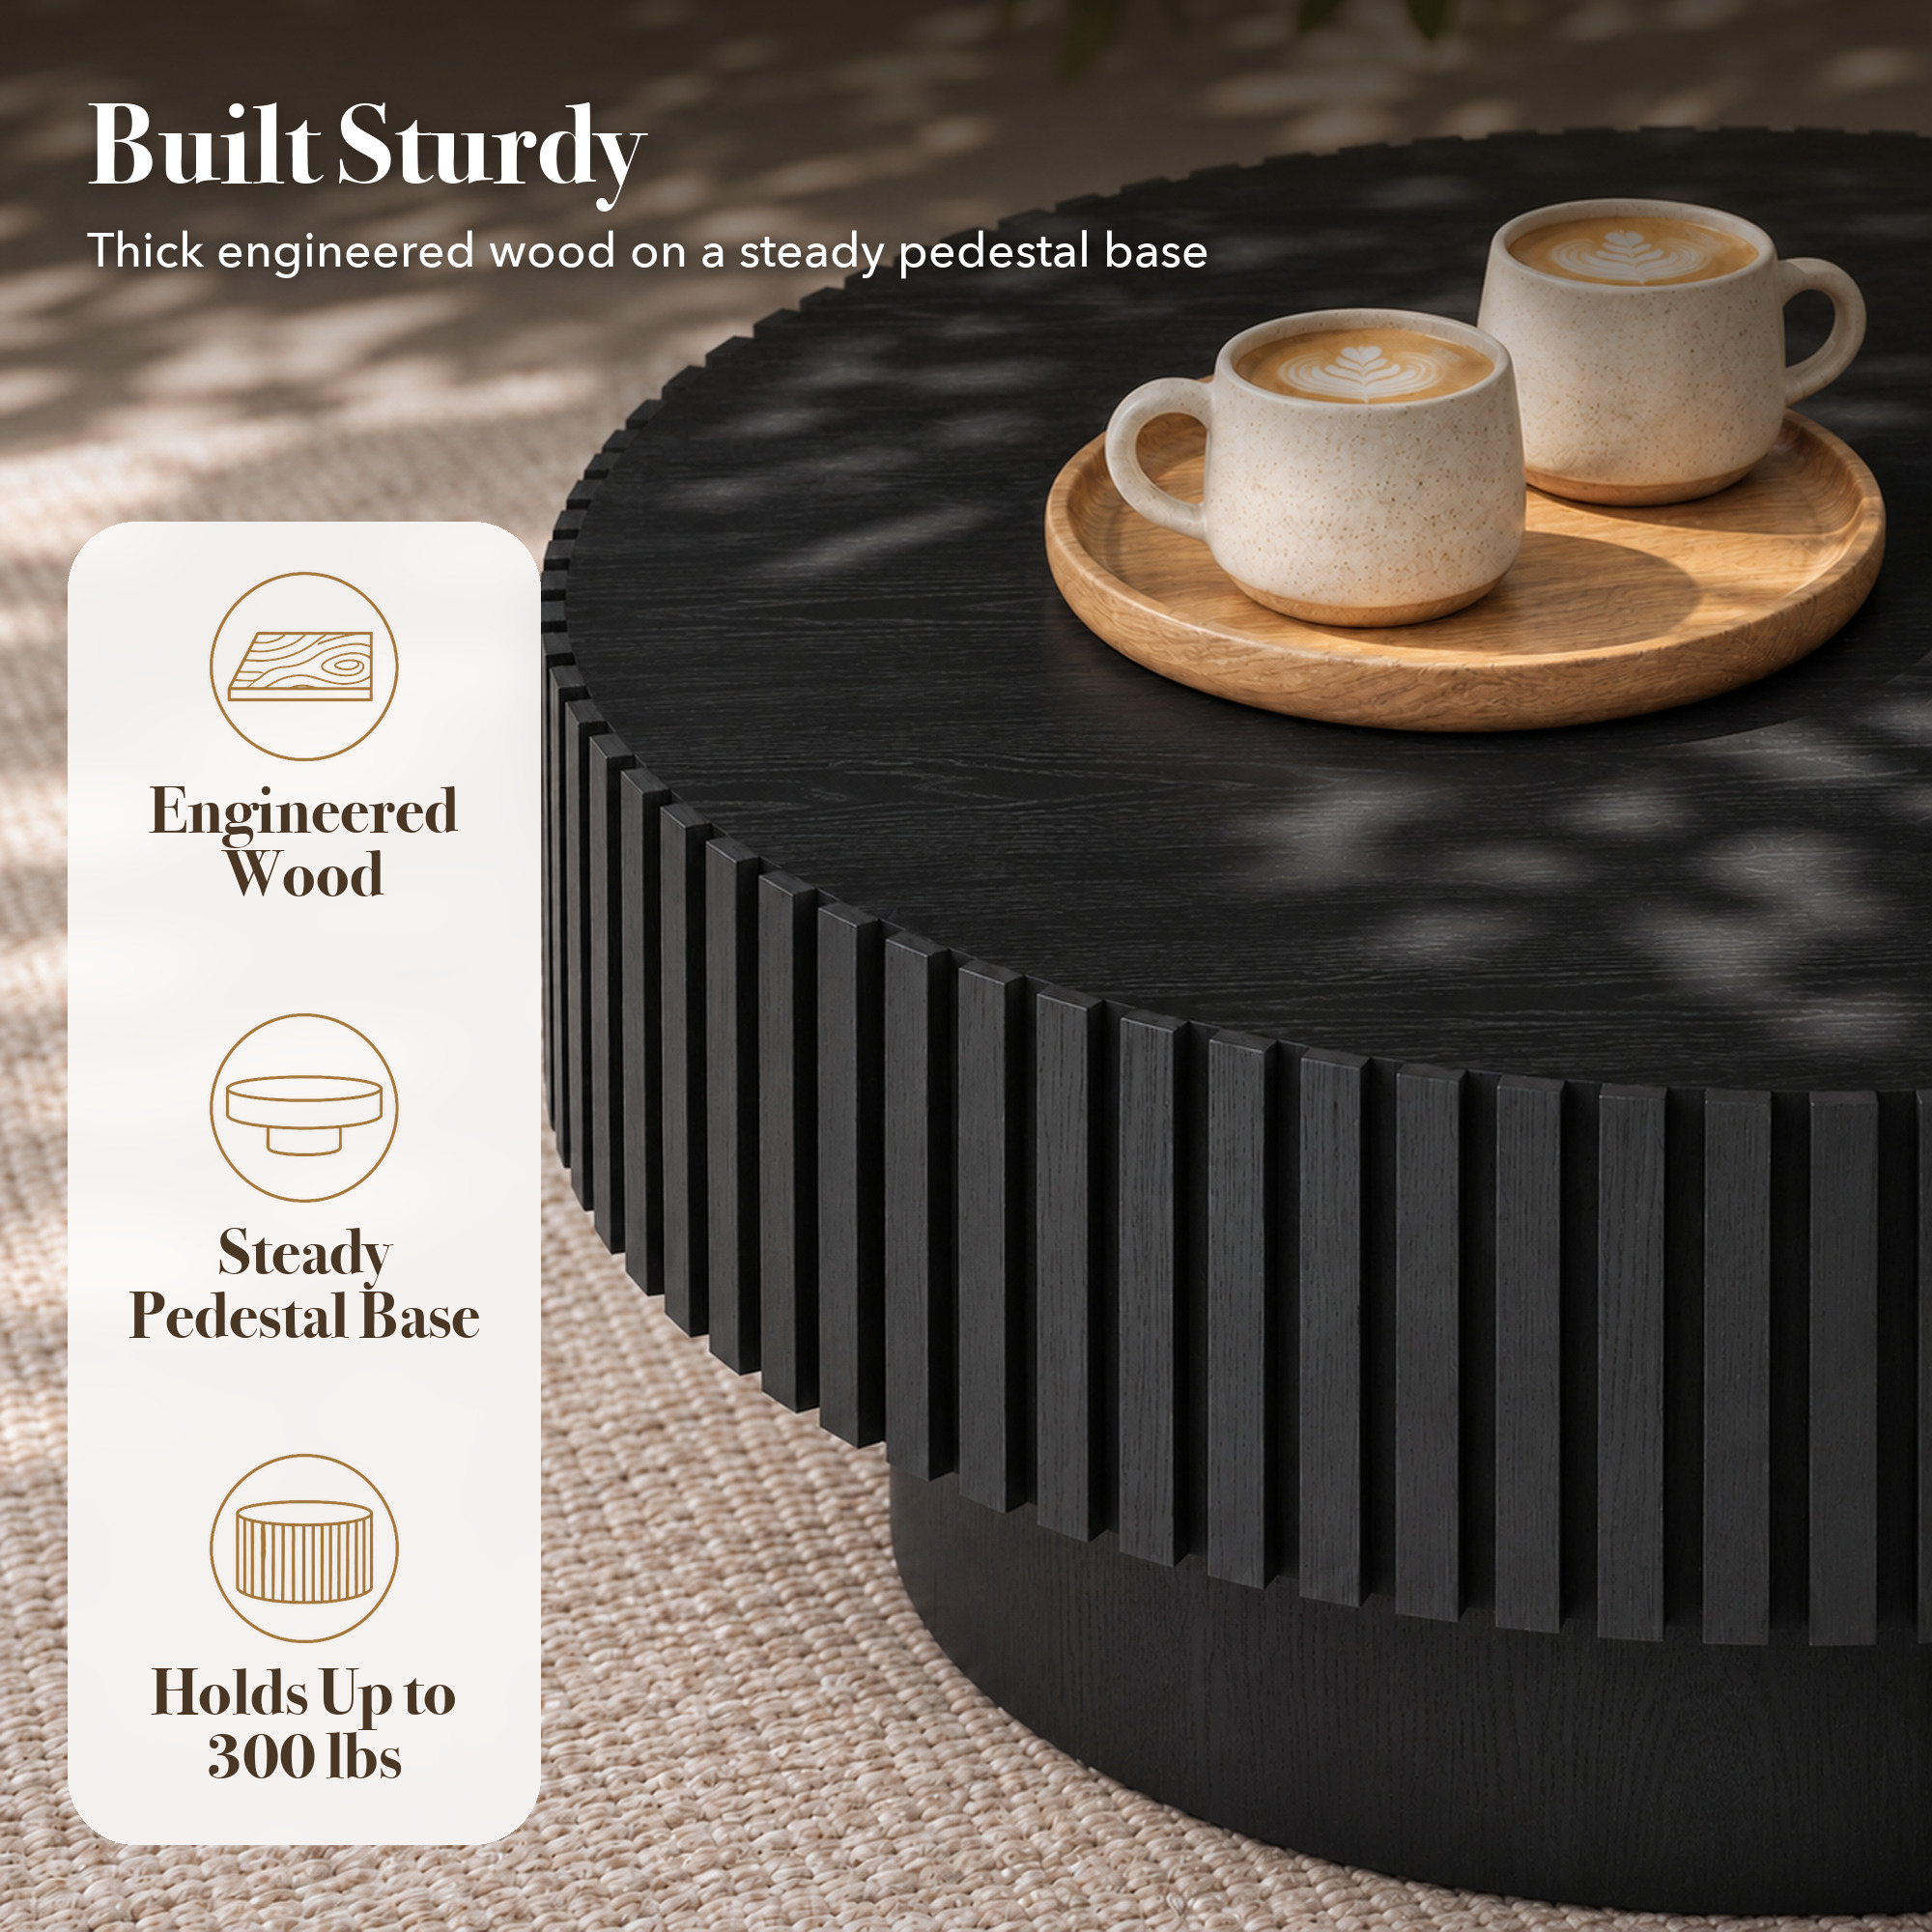 Built Sturdy
Thick engineered wood on a steady pedestal base
Engineered
Wood
Steady
Pedestal Base
Holds Up to
300 lbs